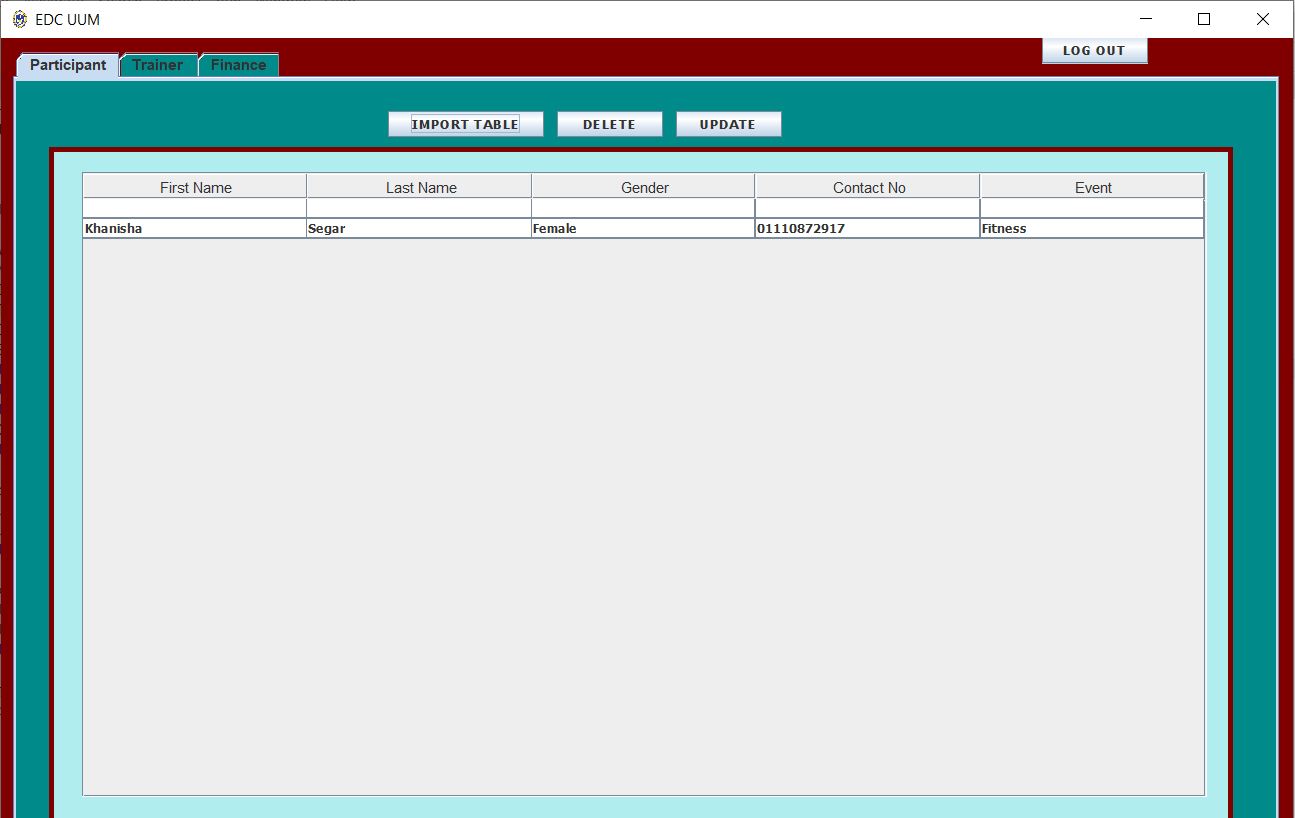 EDC UUM
LOG OUT
Participant Trainer Finance
IMPORT TABLE DELETE UPDATE
First Name Last Name Gender Contact No Event
Khanisha Segar Female 01110872917 Fitness